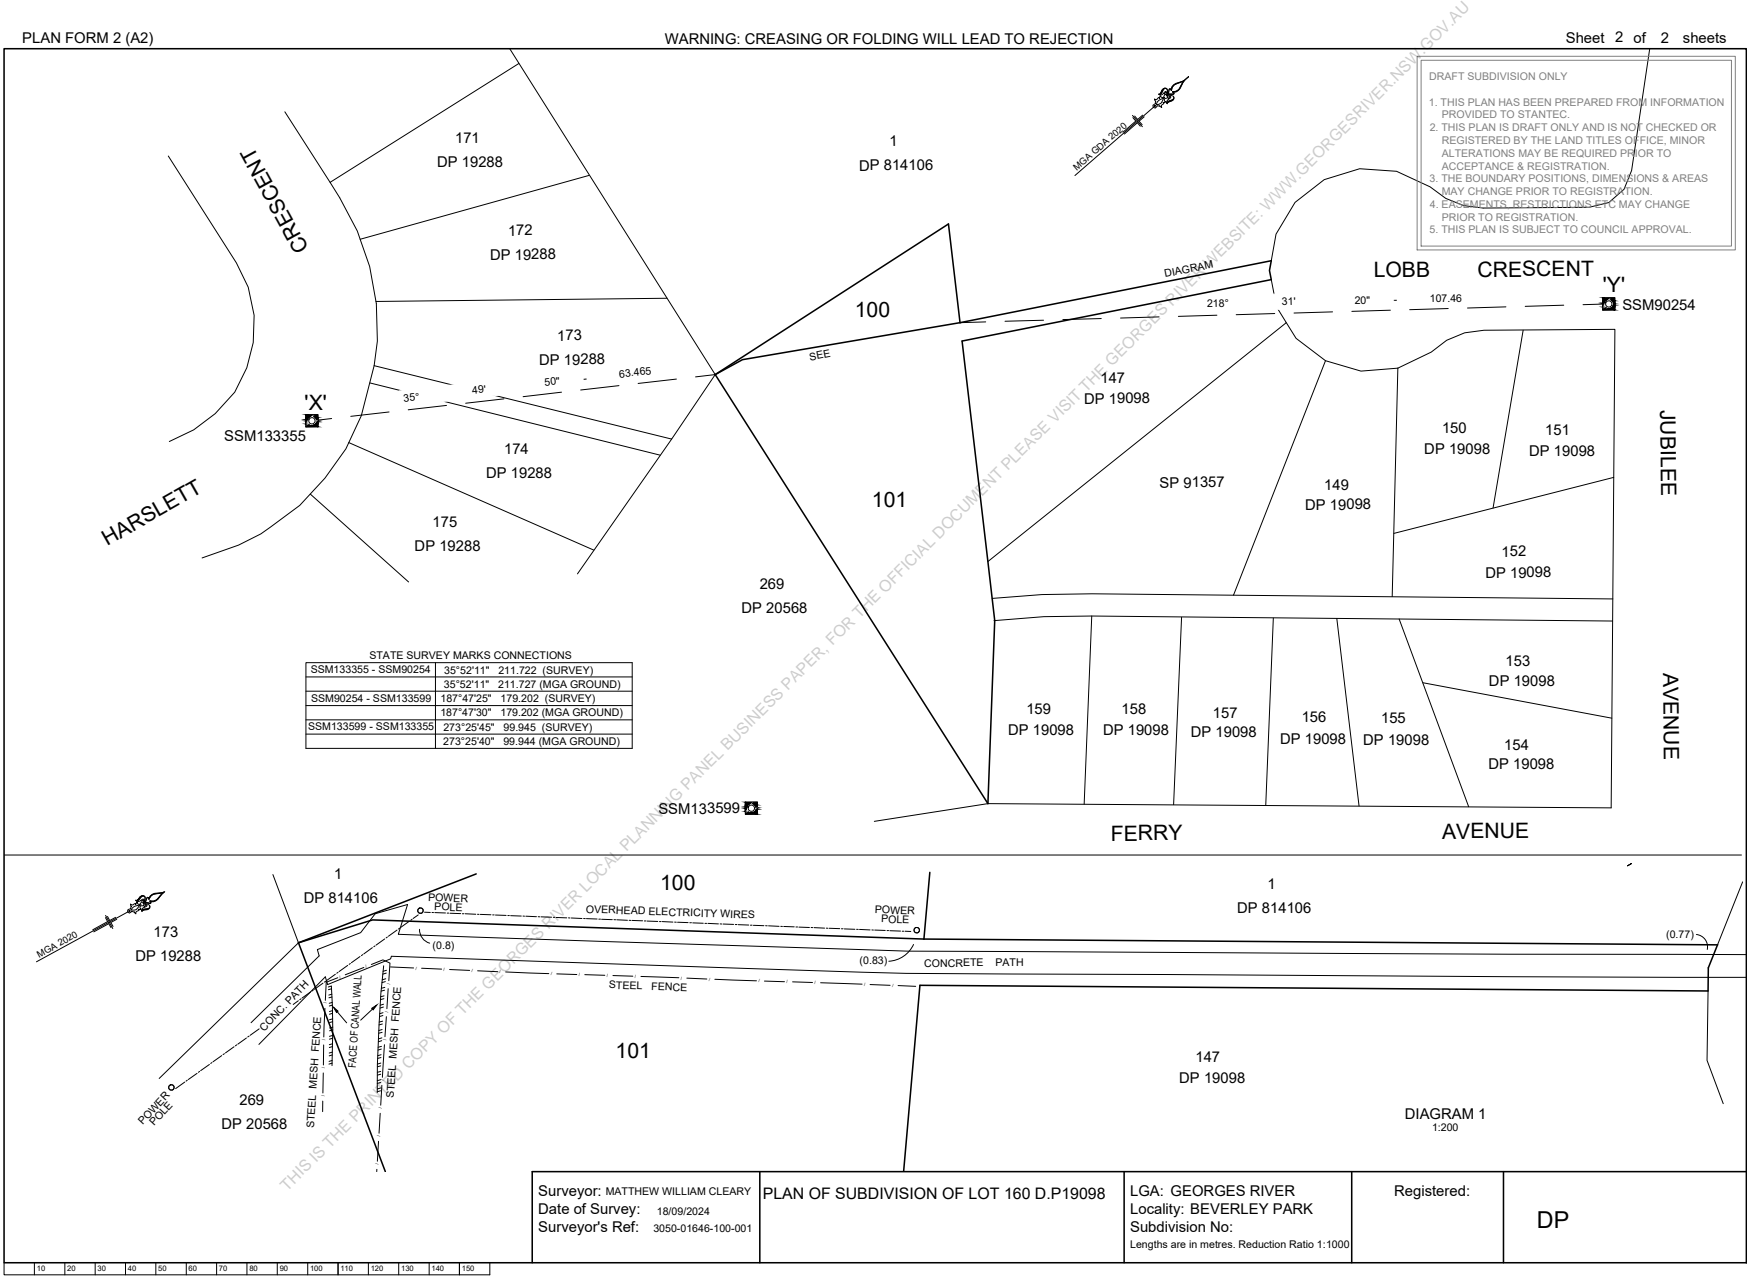 PLAN FORM 2 (A2)
WARNING: CREASING OR FOLDING WILL LEAD TO REJECTION
Sheet 2 of 2 sheets
DRAFT SUBDIVISION ONLY
1. THIS PLAN HAS BEEN PREPARED FROM INFORMATION
PROVIDED TO STANTEC.
2. THIS PLAN IS DRAFT ONLY AND IS NOT CHECKED OR
REGISTERED BY THE LAND TITLES OFFICE, MINOR
ALTERATIONS MAY BE REQUIRED PRIOR TO
ACCEPTANCE & REGISTRATION.
3. THE BOUNDARY POSITIONS, DIMENSIONS & AREAS
MAY CHANGE PRIOR TO REGISTRATION.
4. EASEMENTS, RESTRICTIONS ETC MAY CHANGE
PRIOR TO REGISTRATION.
5. THIS PLAN IS SUBJECT TO COUNCIL APPROVAL.
MGA GDA 2020
CRESCENT
171
DP 19288
1
DP 814106
172
DP 19288
173
DP 19288
100
DIAGRAM
SEE
LOBB CRESCENT
'Y'
SSM90254
218° 31' 20" - 107.46
35° 49' 50" - 63.465
'X'
SSM133355
HARSLETT
174
DP 19288
175
DP 19288
101
147
DP 19098
SP 91357
149
DP 19098
150
DP 19098
151
DP 19098
152
DP 19098
JUBILEE
AVENUE
269
DP 20568
153
DP 19098
154
DP 19098
159
DP 19098
158
DP 19098
157
DP 19098
156
DP 19098
155
DP 19098
STATE SURVEY MARKS CONNECTIONS
SSM133355 - SSM90254 35°52'11" 211.722 (SURVEY)
35°52'11" 211.727 (MGA GROUND)
SSM90254 - SSM133599 187°47'25" 179.202 (SURVEY)
187°47'30" 179.202 (MGA GROUND)
SSM133599 - SSM133355 273°25'45" 99.945 (SURVEY)
273°25'40" 99.944 (MGA GROUND)
SSM133599
FERRY AVENUE
THIS IS THE PRINTED COPY OF THE GEORGES RIVER LOCAL PLANNING PANEL BUSINESS PAPER, FOR THE OFFICIAL DOCUMENT PLEASE VISIT THE GEORGES RIVER WEBSITE: WWW.GEORGESRIVER.NSW.GOV.AU
MGA 2020
173
DP 19288
1
DP 814106
POWER
POLE
100
OVERHEAD ELECTRICITY WIRES
POWER
POLE
1
DP 814106
(0.8)
(0.83)
(0.77)
CONCRETE PATH
STEEL FENCE
CONC. PATH
STEEL MESH FENCE
FACE OF CANAL WALL
STEEL MESH FENCE
POWER
POLE
269
DP 20568
101
147
DP 19098
DIAGRAM 1
1:200
Surveyor: MATTHEW WILLIAM CLEARY
Date of Survey: 18/09/2024
Surveyor's Ref: 3050-01646-100-001
PLAN OF SUBDIVISION OF LOT 160 D.P19098
LGA: GEORGES RIVER
Locality: BEVERLEY PARK
Subdivision No:
Lengths are in metres. Reduction Ratio 1:1000
Registered:
DP
10 20 30 40 50 60 70 80 90 100 110 120 130 140 150